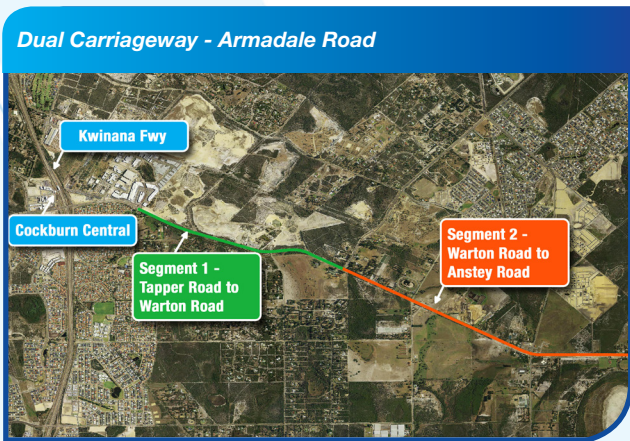 Dual Carriageway - Armadale Road
Kwinana Fwy
Cockburn Central
Segment 1 -
Tapper Road to
Warton Road
Segment 2 -
Warton Road to
Anstey Road